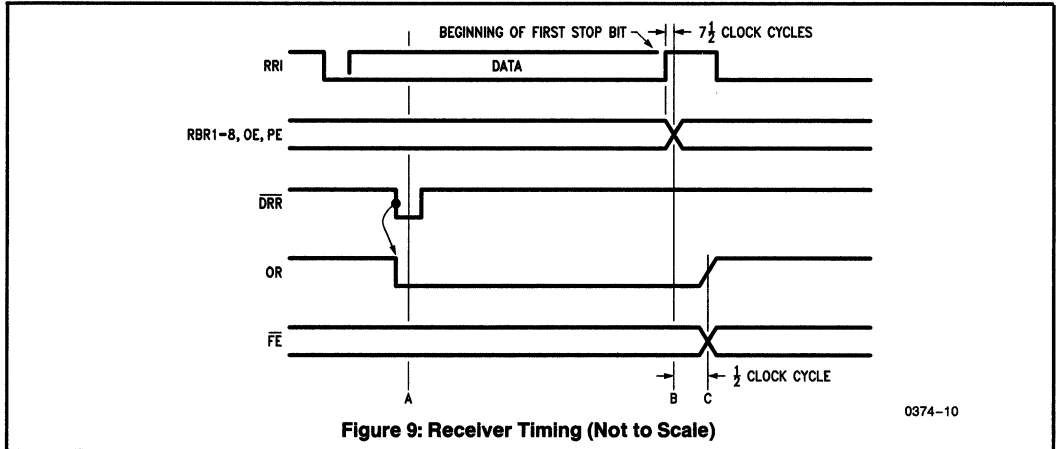 BEGINNING OF FIRST STOP BIT
7½ CLOCK CYCLES
RRI
DATA
RBR1-8, OE, PE
DRR
OR
FE
½ CLOCK CYCLE
A
B
C
0374-10
Figure 9: Receiver Timing (Not to Scale)